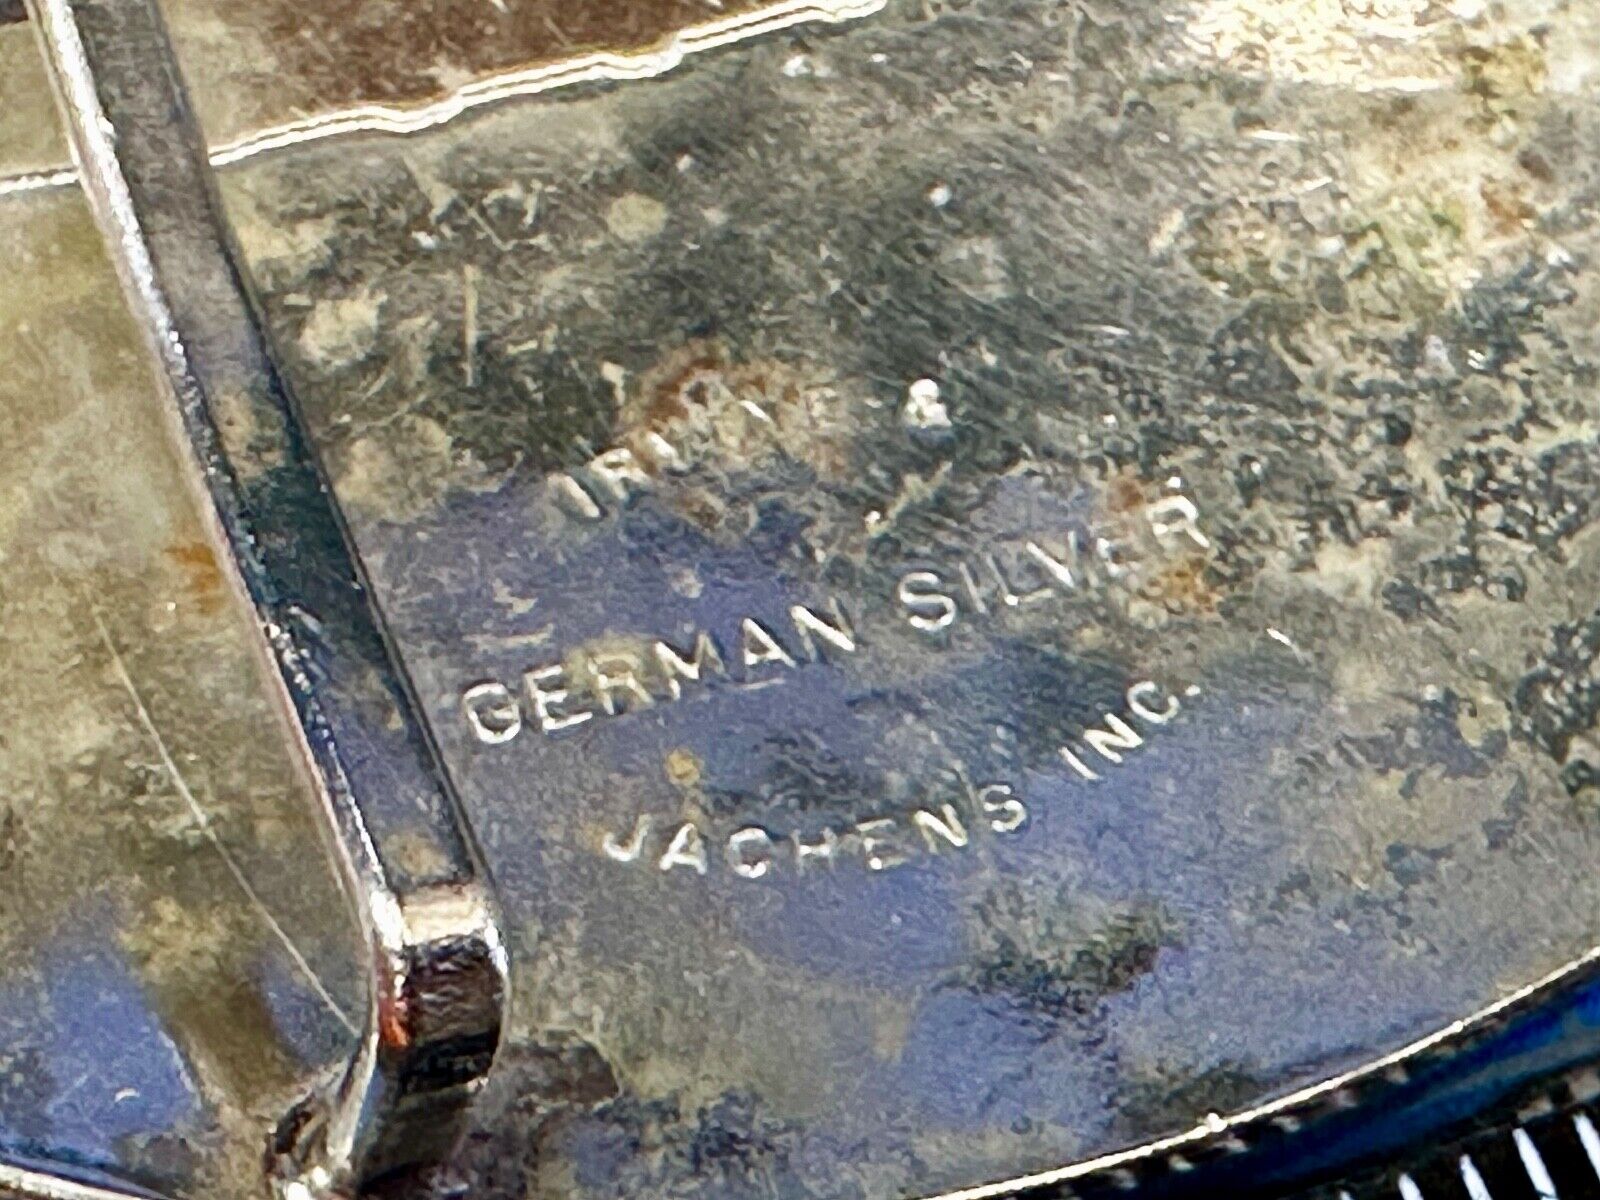 GERMAN SILVER
JACHENS INC.